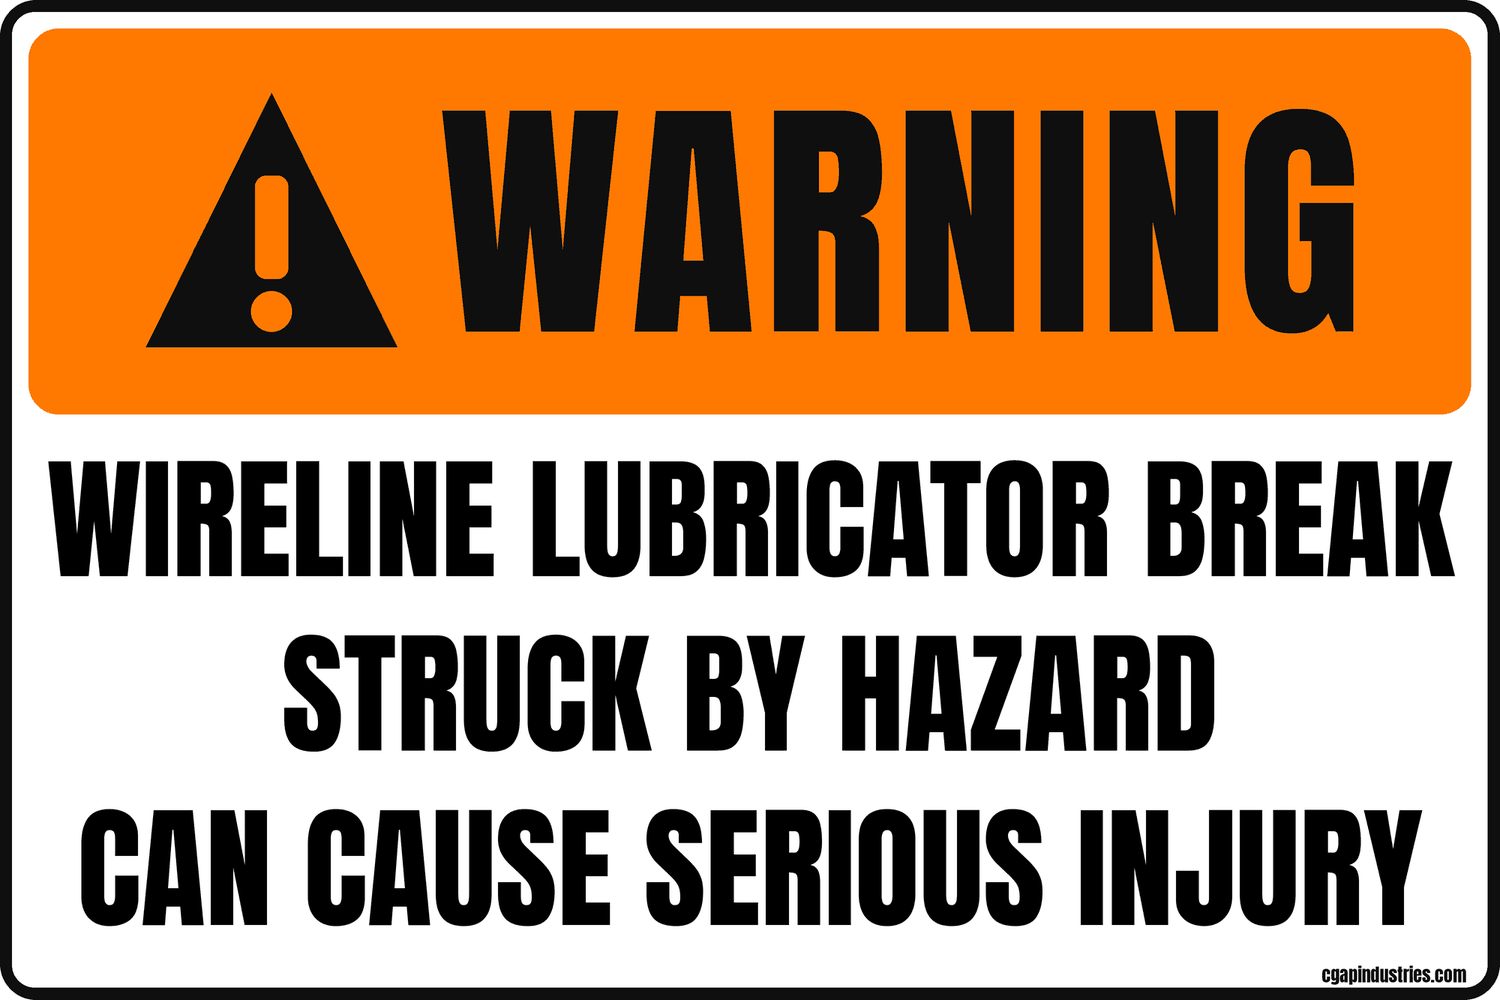 WARNING
WIRELINE LUBRICATOR BREAK
STRUCK BY HAZARD
CAN CAUSE SERIOUS INJURY
cgapindustries.com